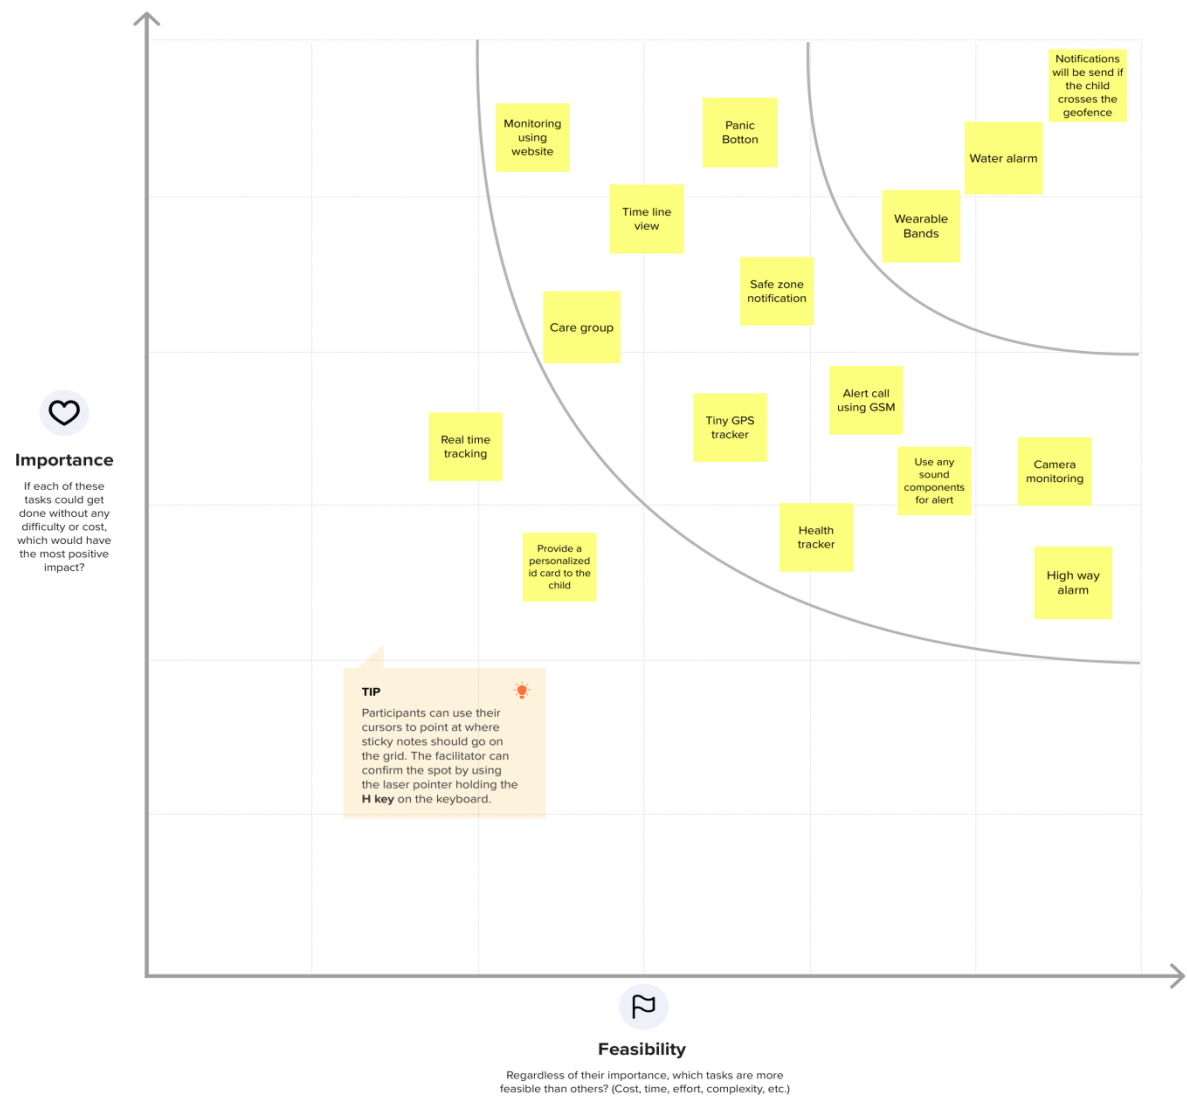 Notifications
will be send if
the child
crosses the
geofence
Monitoring
using
website
Panic
Botton
Water alarm
Time line
view
Wearable
Bands
Safe zone
notification
Care group
Alert call
using GSM
Tiny GPS
tracker
Real time
tracking
Use any
sound
components
for alert
Camera
monitoring
Health
tracker
Provide a
personalized
id card to the
child
High way
alarm
Importance
If each of these
tasks could get
done without any
difficulty or cost,
which would have
the most positive
impact?
TIP
Participants can use their
cursors to point at where
sticky notes should go on
the grid. The facilitator can
confirm the spot by using
the laser pointer holding the
H key on the keyboard.
Feasibility
Regardless of their importance, which tasks are more
feasible than others? (Cost, time, effort, complexity, etc.)